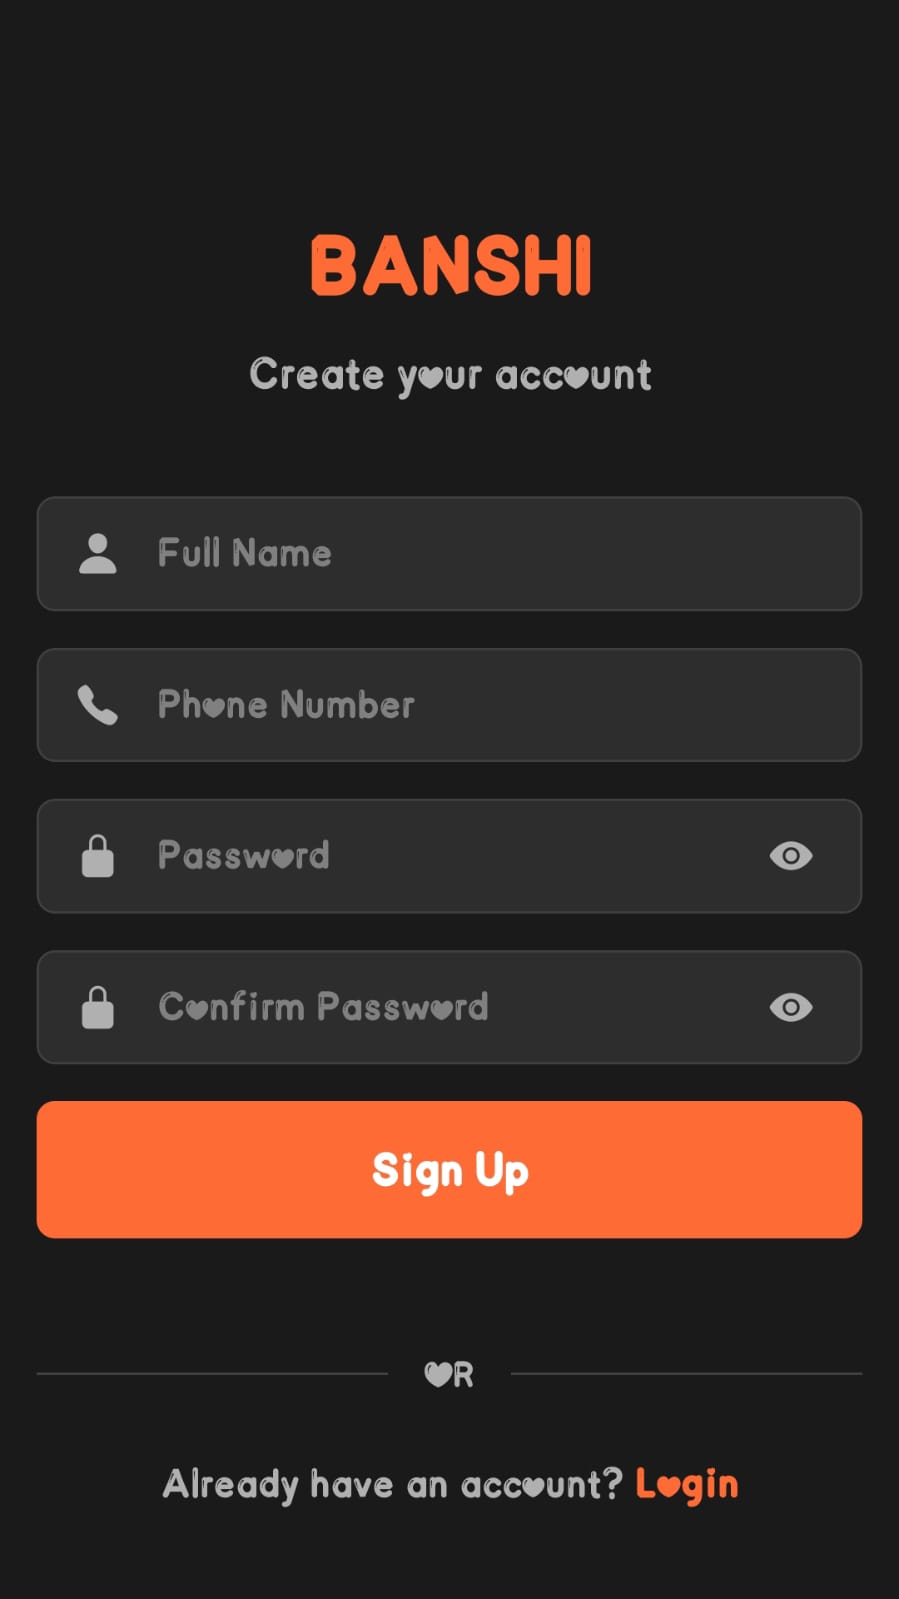 BANSHI
Create your account
Full Name
Phone Number
Password
Confirm Password
Sign Up
OR
Already have an account? Login